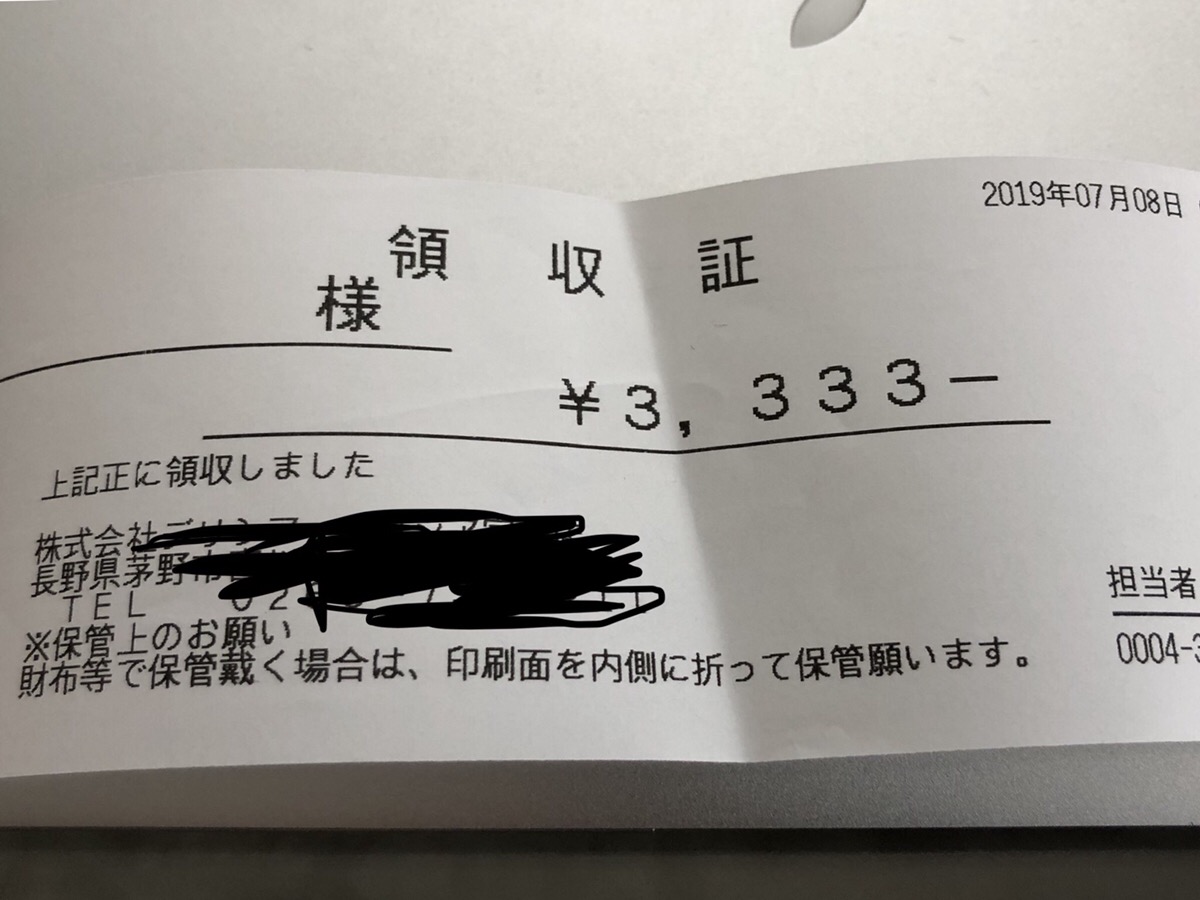 2019年07月08日
領 収 証
様
¥3,333-
上記正に領収しました
株式会社
長野県茅野市
TEL 02
※保管上のお願い
財布等で保管戴く場合は、印刷面を内側に折って保管願います。
担当者
0004-3